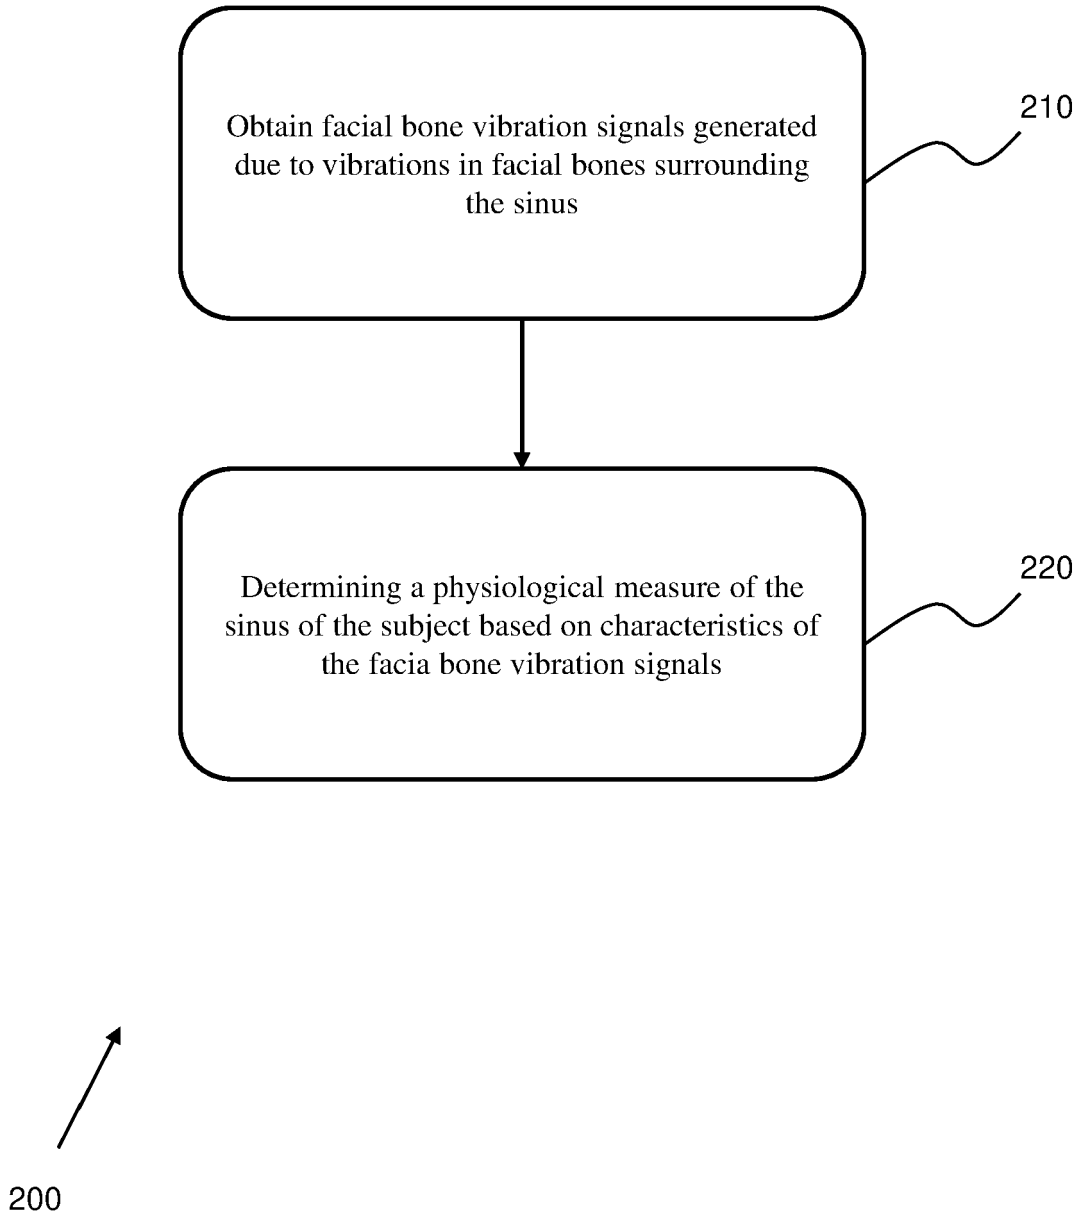 Obtain facial bone vibration signals generated
due to vibrations in facial bones surrounding
the sinus
210
Determining a physiological measure of the
sinus of the subject based on characteristics of
the facia bone vibration signals
220
200